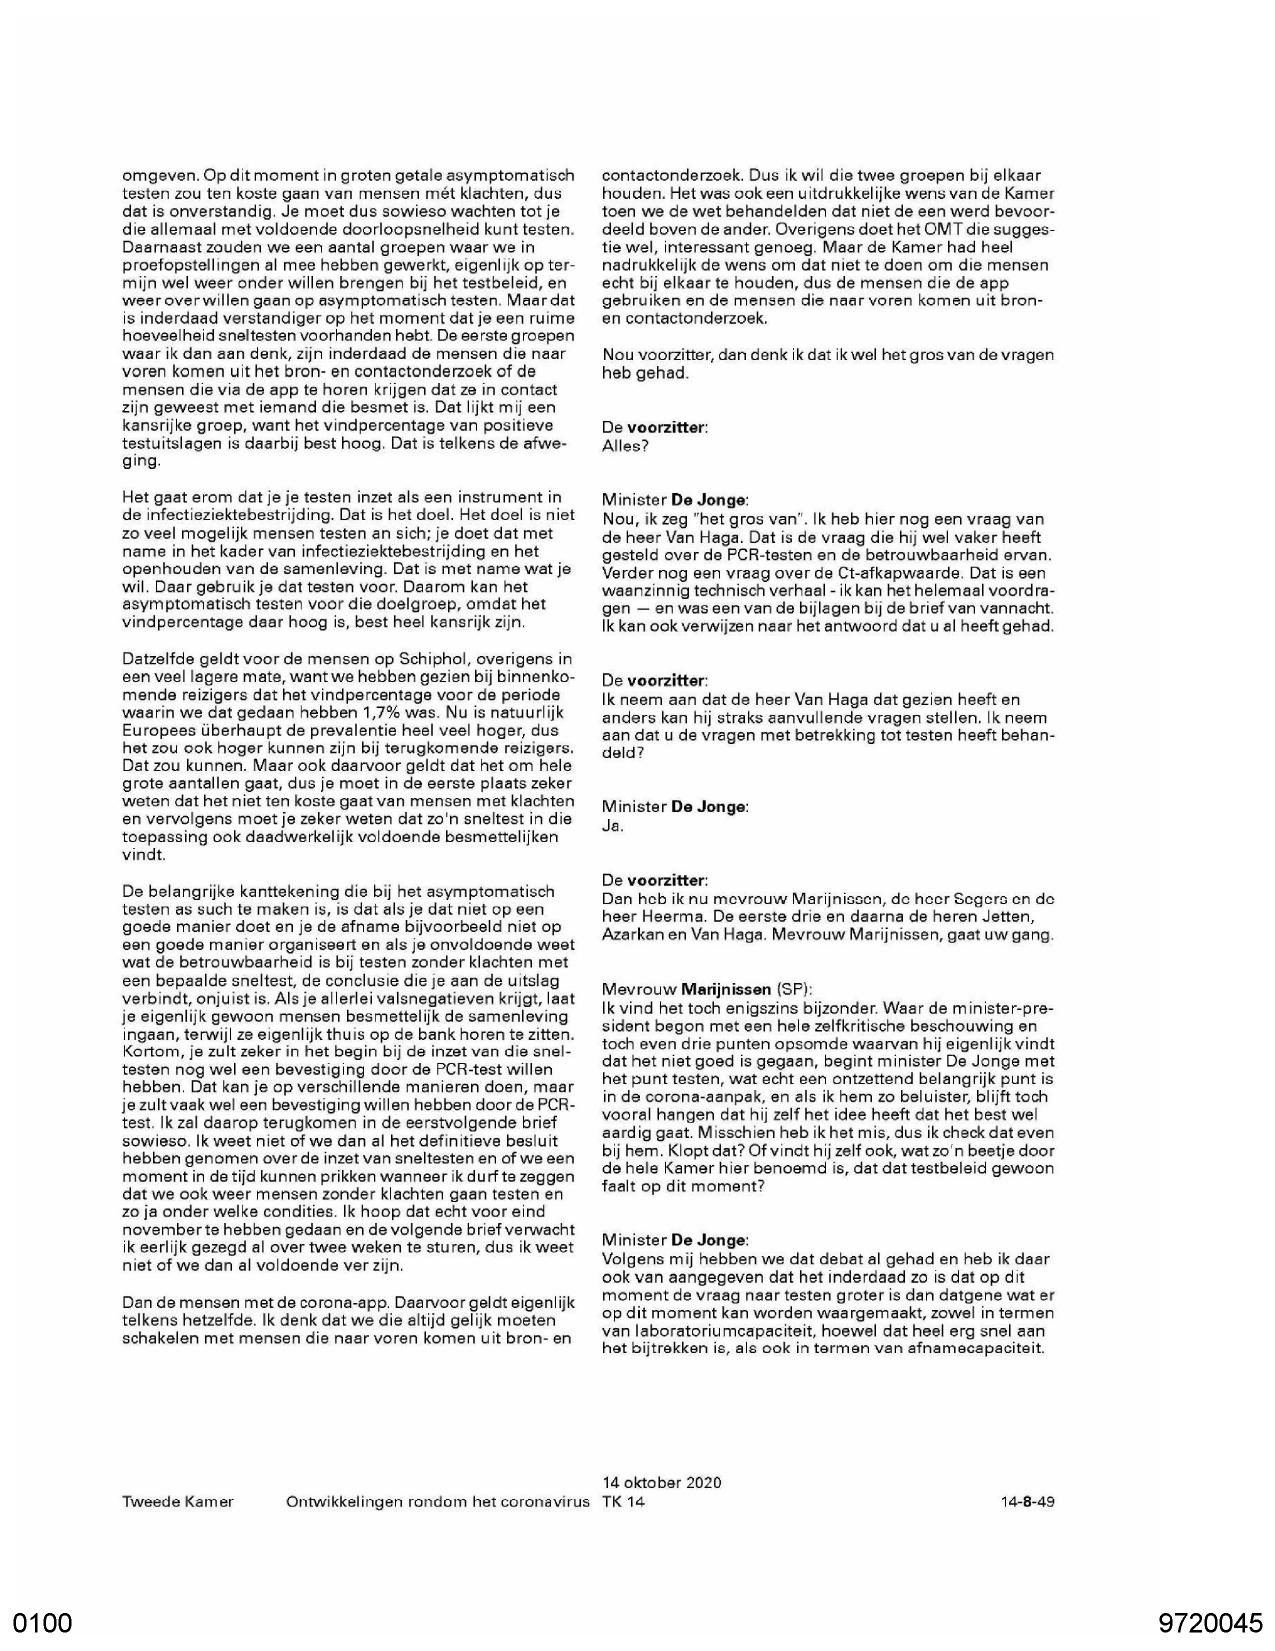 omgeven. Op dit moment in groten getale asymptomatisch
testen zou ten koste gaan van mensen mét klachten, dus
dat is onverstandig. Je moet dus sowieso wachten tot je
die allemaal met voldoende doorloopsnelheid kunt testen.
Daarnaast zouden we een aantal groepen waar we in
proefopstellingen al mee hebben gewerkt, eigenlijk op ter-
mijn wel weer onder willen brengen bij het testbeleid, en
weer over willen gaan op asymptomatisch testen. Maar dat
is inderdaad verstandiger op het moment dat je een ruime
hoeveelheid sneltesten voorhanden hebt. De eerste groepen
waar ik dan aan denk, zijn inderdaad de mensen die naar
voren komen uit het bron- en contactonderzoek of de
mensen die via de app te horen krijgen dat ze in contact
zijn geweest met iemand die besmet is. Dat lijkt mij een
kansrijke groep, want het vindpercentage van positieve
testuitslagen is daarbij best hoog. Dat is telkens de afwe-
ging.
Het gaat erom dat je je testen inzet als een instrument in
de infectieziektebestrijding. Dat is het doel. Het doel is niet
zo veel mogelijk mensen testen an sich; je doet dat met
name in het kader van infectieziektebestrijding en het
openhouden van de samenleving. Dat is met name wat je
wil. Daar gebruik je dat testen voor. Daarom kan het
asymptomatisch testen voor die doelgroep, omdat het
vindpercentage daar hoog is, best heel kansrijk zijn.
Datzelfde geldt voor de mensen op Schiphol, overigens in
een veel lagere mate, want we hebben gezien bij binnenko-
mende reizigers dat het vindpercentage voor de periode
waarin we dat gedaan hebben 1,7% was. Nu is natuurlijk
Europees überhaupt de prevalentie heel veel hoger, dus
het zou ook hoger kunnen zijn bij terugkomende reizigers.
Dat zou kunnen. Maar ook daarvoor geldt dat het om hele
grote aantallen gaat, dus je moet in de eerste plaats zeker
weten dat het niet ten koste gaat van mensen met klachten
en vervolgens moet je zeker weten dat zo'n sneltest in die
toepassing ook daadwerkelijk voldoende besmettelijken
vindt.
De belangrijke kanttekening die bij het asymptomatisch
testen as such te maken is, is dat als je dat niet op een
goede manier doet en je de afname bijvoorbeeld niet op
een goede manier organiseert en als je onvoldoende weet
wat de betrouwbaarheid is bij testen zonder klachten met
een bepaalde sneltest, de conclusie die je aan de uitslag
verbindt, onjuist is. Als je allerlei valsnegatieven krijgt, laat
je eigenlijk gewoon mensen besmettelijk de samenleving
ingaan, terwijl ze eigenlijk thuis op de bank horen te zitten.
Kortom, je zult zeker in het begin bij de inzet van die snel-
testen nog wel een bevestiging door de PCR-test willen
hebben. Dat kan je op verschillende manieren doen, maar
je zult vaak wel een bevestiging willen hebben door de PCR-
test. Ik zal daarop terugkomen in de eerstvolgende brief
sowieso. Ik weet niet of we dan al het definitieve besluit
hebben genomen over de inzet van sneltesten en of we een
moment in de tijd kunnen prikken wanneer ik durf te zeggen
dat we ook weer mensen zonder klachten gaan testen en
zo ja onder welke condities. Ik hoop dat echt voor eind
november te hebben gedaan en de volgende brief verwacht
ik eerlijk gezegd al over twee weken te sturen, dus ik weet
niet of we dan al voldoende ver zijn.
Dan de mensen met de corona-app. Daarvoor geldt eigenlijk
telkens hetzelfde. Ik denk dat we die altijd gelijk moeten
schakelen met mensen die naar voren komen uit bron- en
contactonderzoek. Dus ik wil die twee groepen bij elkaar
houden. Het was ook een uitdrukkelijke wens van de Kamer
toen we de wet behandelden dat niet de een werd bevoor-
deeld boven de ander. Overigens doet het OMT die sugges-
tie wel, interessant genoeg. Maar de Kamer had heel
nadrukkelijk de wens om dat niet te doen om die mensen
echt bij elkaar te houden, dus de mensen die de app
gebruiken en de mensen die naar voren komen uit bron-
en contactonderzoek.
Nou voorzitter, dan denk ik dat ik wel het gros van de vragen
heb gehad.
De voorzitter:
Alles?
Minister De Jonge:
Nou, ik zeg "het gros van". Ik heb hier nog een vraag van
de heer Van Haga. Dat is de vraag die hij wel vaker heeft
gesteld over de PCR-testen en de betrouwbaarheid ervan.
Verder nog een vraag over de Ct-afkapwaarde. Dat is een
waanzinnig technisch verhaal - ik kan het helemaal voordra-
gen — en was een van de bijlagen bij de brief van vannacht.
Ik kan ook verwijzen naar het antwoord dat u al heeft gehad.
De voorzitter:
Ik neem aan dat de heer Van Haga dat gezien heeft en
anders kan hij straks aanvullende vragen stellen. Ik neem
aan dat u de vragen met betrekking tot testen heeft behan-
deld?
Minister De Jonge:
Ja.
De voorzitter:
Dan heb ik nu mevrouw Marijnissen, de heer Segers en de
heer Heerma. De eerste drie en daarna de heren Jetten,
Azarkan en Van Haga. Mevrouw Marijnissen, gaat uw gang.
Mevrouw Marijnissen (SP):
Ik vind het toch enigszins bijzonder. Waar de minister-pre-
sident begon met een hele zelfkritische beschouwing en
toch even drie punten opsomde waarvan hij eigenlijk vindt
dat het niet goed is gegaan, begint minister De Jonge met
het punt testen, wat echt een ontzettend belangrijk punt is
in de corona-aanpak, en als ik hem zo beluister, blijft toch
vooral hangen dat hij zelf het idee heeft dat het best wel
aardig gaat. Misschien heb ik het mis, dus ik check dat even
bij hem. Klopt dat? Of vindt hij zelf ook, wat zo'n beetje door
de hele Kamer hier benoemd is, dat dat testbeleid gewoon
faalt op dit moment?
Minister De Jonge:
Volgens mij hebben we dat debat al gehad en heb ik daar
ook van aangegeven dat het inderdaad zo is dat op dit
moment de vraag naar testen groter is dan datgene wat er
op dit moment kan worden waargemaakt, zowel in termen
van laboratoriumcapaciteit, hoewel dat heel erg snel aan
het bijtrekken is, als ook in termen van afnamecapaciteit.
14 oktober 2020
Tweede Kamer Ontwikkelingen rondom het coronavirus TK 14 14-8-49
0100 9720045